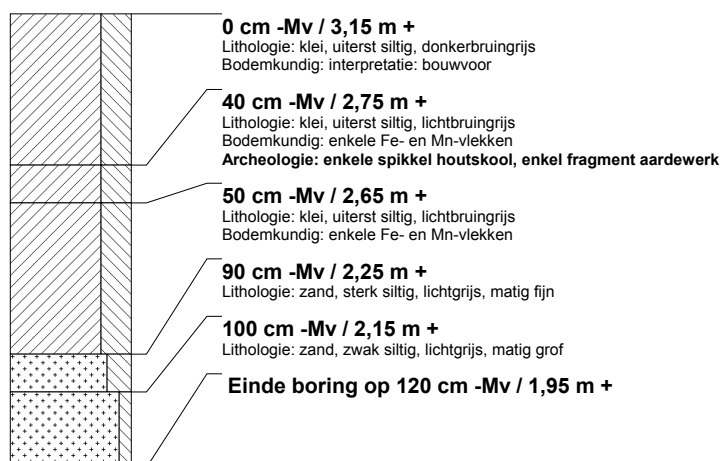 0 cm -Mv / 3,15 m +
Lithologie: klei, uiterst siltig, donkerbruingrijs
Bodemkundig: interpretatie: bouwvoor
40 cm -Mv / 2,75 m +
Lithologie: klei, uiterst siltig, lichtbruingrijs
Bodemkundig: enkele Fe- en Mn-vlekken
Archeologie: enkele spikkel houtskool, enkel fragment aardewerk
50 cm -Mv / 2,65 m +
Lithologie: klei, uiterst siltig, lichtbruingrijs
Bodemkundig: enkele Fe- en Mn-vlekken
90 cm -Mv / 2,25 m +
Lithologie: zand, sterk siltig, lichtgrijs, matig fijn
100 cm -Mv / 2,15 m +
Lithologie: zand, zwak siltig, lichtgrijs, matig grof
Einde boring op 120 cm -Mv / 1,95 m +